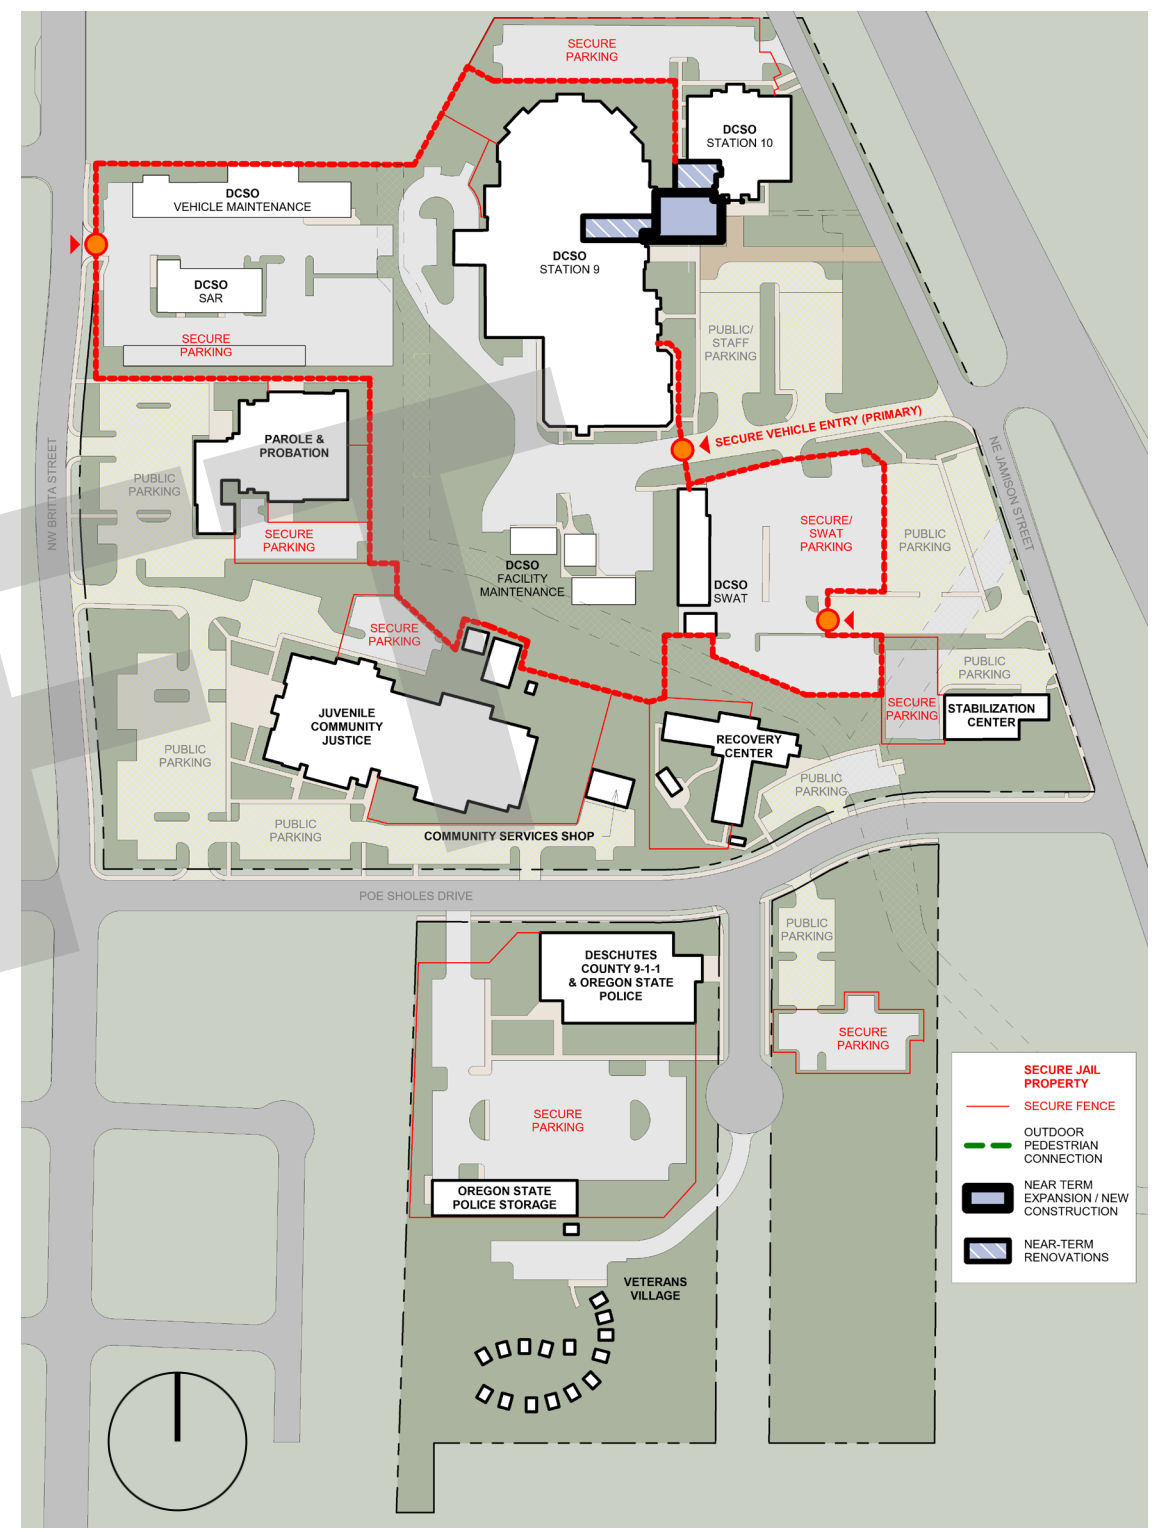 SECURE
PARKING
DCSO
STATION 10
DCSO
VEHICLE MAINTENANCE
DCSO
STATION 9
DCSO
SAR
SECURE
PARKING
PUBLIC/
STAFF
PARKING
SECURE VEHICLE ENTRY (PRIMARY)
PAROLE &
PROBATION
PUBLIC
PARKING
NW BRITTA STREET
NE JAMISON STREET
SECURE
PARKING
SECURE/
SWAT
PARKING
PUBLIC
PARKING
DCSO
FACILITY
MAINTENANCE
DCSO
SWAT
SECURE
PARKING
PUBLIC
PARKING
SECURE
PARKING
STABILIZATION
CENTER
JUVENILE
COMMUNITY
JUSTICE
RECOVERY
CENTER
PUBLIC
PARKING
PUBLIC
PARKING
PUBLIC
PARKING
COMMUNITY SERVICES SHOP
POE SHOLES DRIVE
PUBLIC
PARKING
DESCHUTES
COUNTY 9-1-1
& OREGON STATE
POLICE
SECURE
PARKING
SECURE
PARKING
OREGON STATE
POLICE STORAGE
VETERANS
VILLAGE
SECURE JAIL
PROPERTY
SECURE FENCE
OUTDOOR
PEDESTRIAN
CONNECTION
NEAR TERM
EXPANSION / NEW
CONSTRUCTION
NEAR-TERM
RENOVATIONS